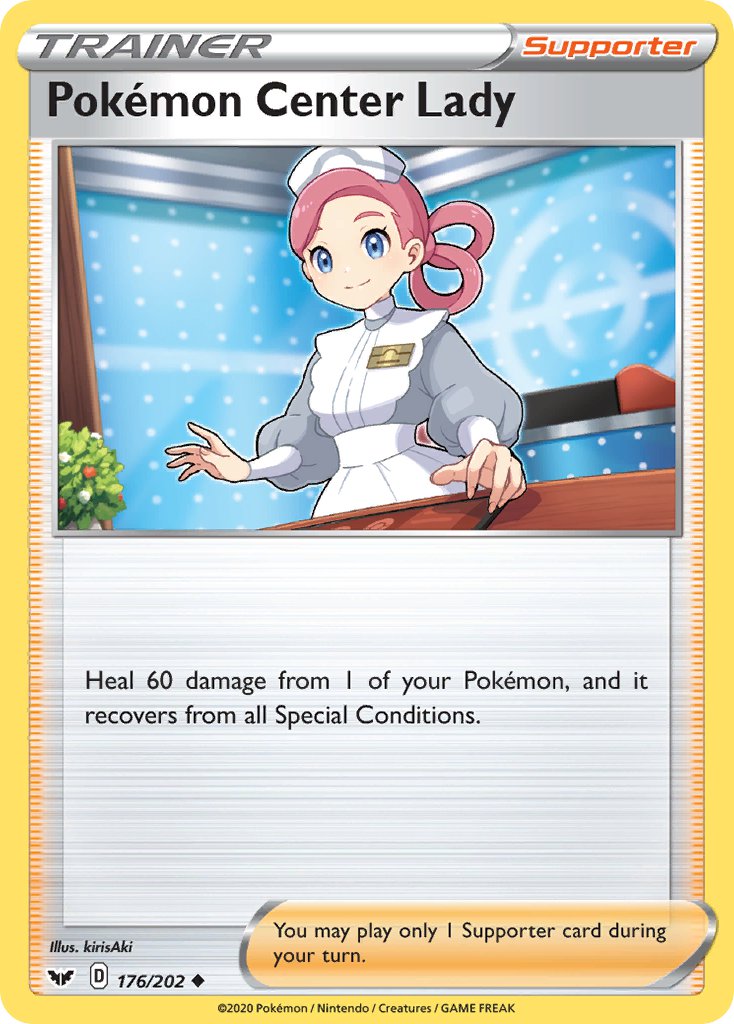 TRAINER
Supporter
Pokémon Center Lady
Heal 60 damage from 1 of your Pokémon, and it
recovers from all Special Conditions.
Illus. kirisAki
You may play only 1 Supporter card during
your turn.
D 176/202
©2020 Pokémon / Nintendo / Creatures / GAME FREAK